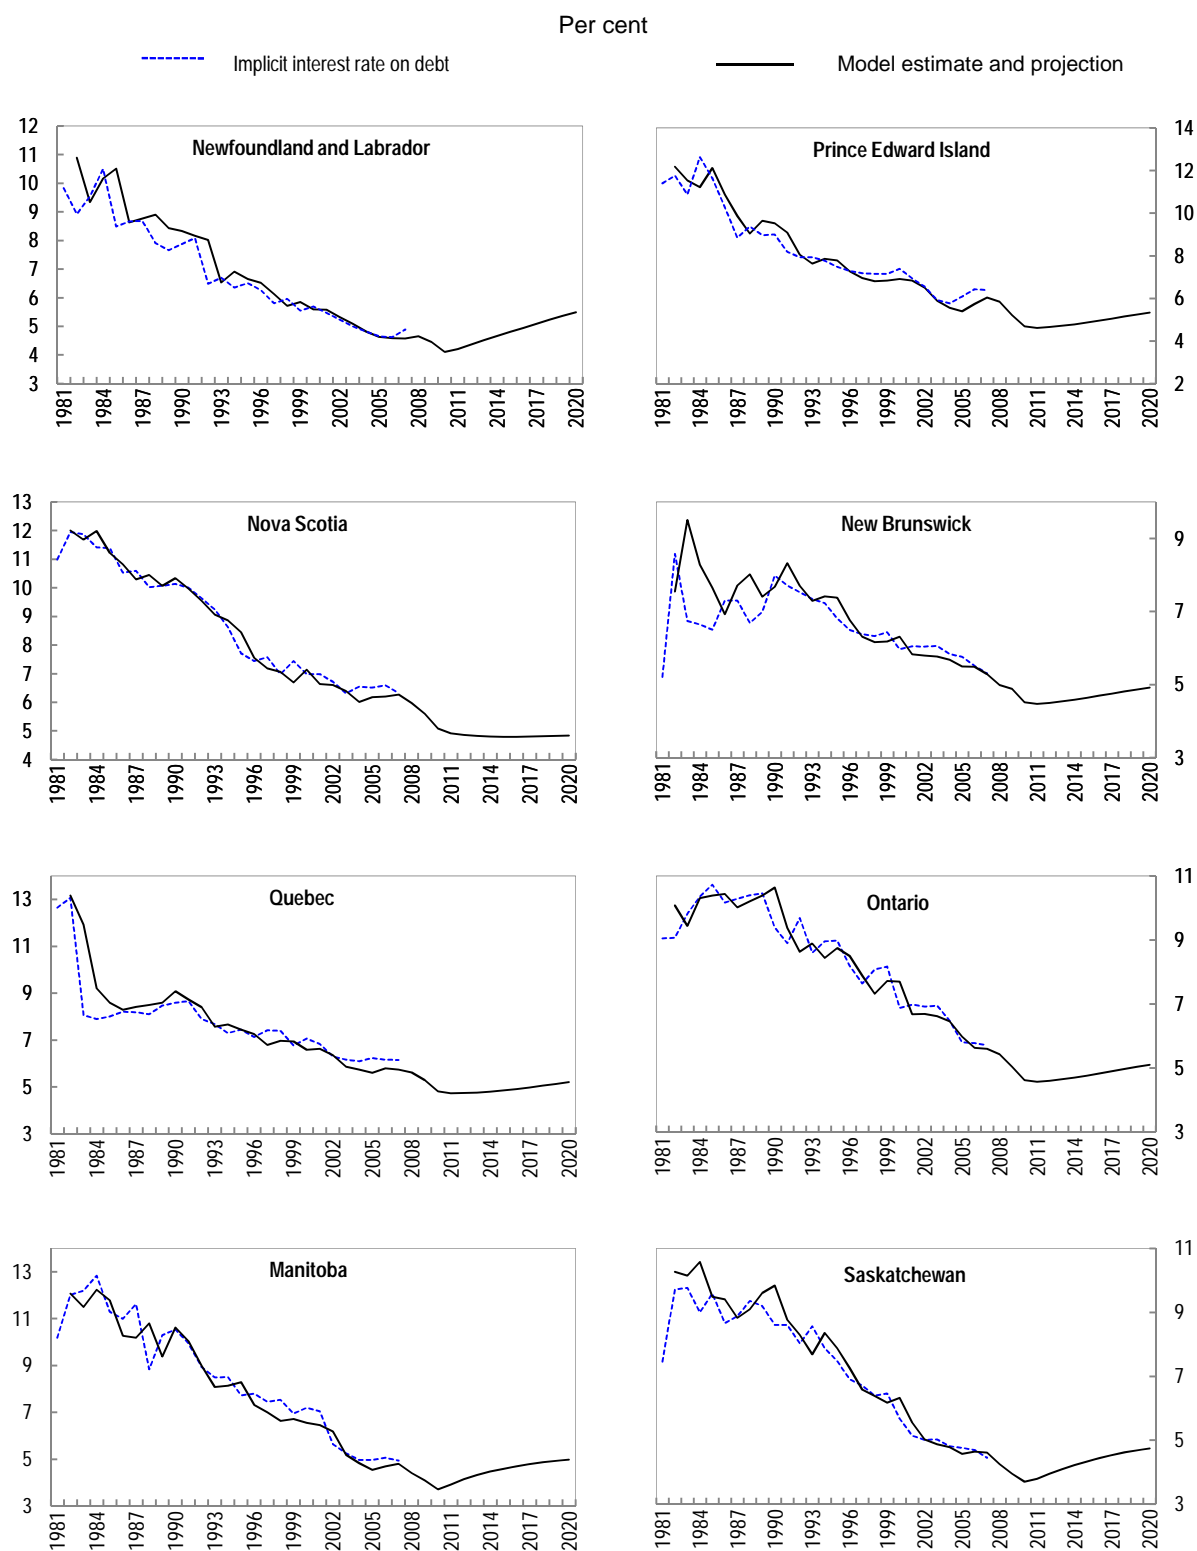 Per cent
Implicit interest rate on debt
Model estimate and projection
Newfoundland and Labrador
12
11
10
9
8
7
6
5
4
3
1981 1984 1987 1990 1993 1996 1999 2002 2005 2008 2011 2014 2017 2020
Prince Edward Island
14
12
10
8
6
4
2
1981 1984 1987 1990 1993 1996 1999 2002 2005 2008 2011 2014 2017 2020
Nova Scotia
13
12
11
10
9
8
7
6
5
4
1981 1984 1987 1990 1993 1996 1999 2002 2005 2008 2011 2014 2017 2020
New Brunswick
9
7
5
3
1981 1984 1987 1990 1993 1996 1999 2002 2005 2008 2011 2014 2017 2020
Quebec
13
11
9
7
5
3
1981 1984 1987 1990 1993 1996 1999 2002 2005 2008 2011 2014 2017 2020
Ontario
11
9
7
5
3
1981 1984 1987 1990 1993 1996 1999 2002 2005 2008 2011 2014 2017 2020
Manitoba
13
11
9
7
5
3
1981 1984 1987 1990 1993 1996 1999 2002 2005 2008 2011 2014 2017 2020
Saskatchewan
11
9
7
5
3
1981 1984 1987 1990 1993 1996 1999 2002 2005 2008 2011 2014 2017 2020